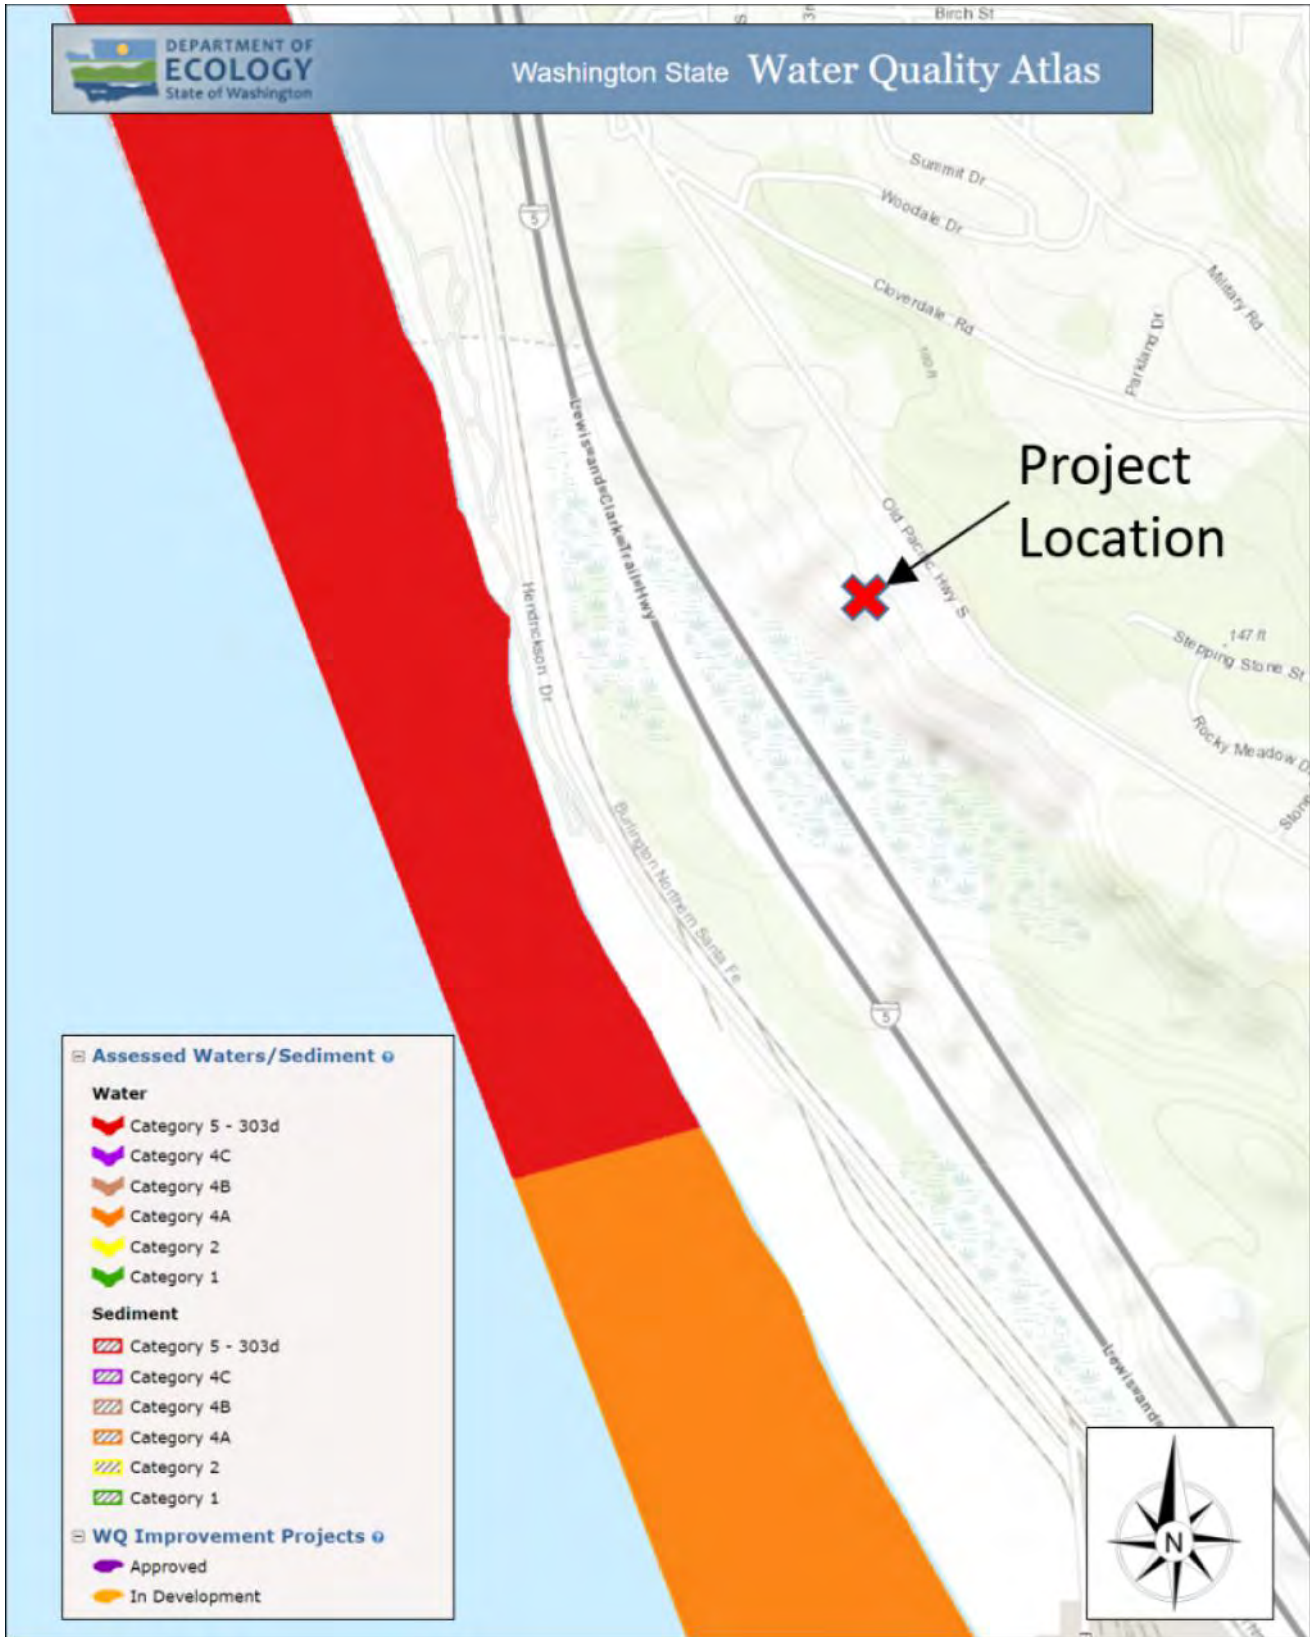 Birch St
S
3r
DEPARTMENT OF
ECOLOGY
State of Washington
Washington State Water Quality Atlas
Summit Dr
Woodale Dr
5
Military Rd
Cloverdale Rd
Parkland Dr
Lewis and Clark Trail Hwy
Project
Location
Old Pacific Hwy S
Hendrickson Dr
147 ft
Stepping Stone St
Rocky Meadow D
Stone
Burlington Northern Santa Fe
5
Assessed Waters/Sediment
Water
Category 5 - 303d
Category 4C
Category 4B
Category 4A
Category 2
Category 1
Sediment
Category 5 - 303d
Category 4C
Category 4B
Category 4A
Category 2
Category 1
WQ Improvement Projects
Approved
In Development
Lewis and
N